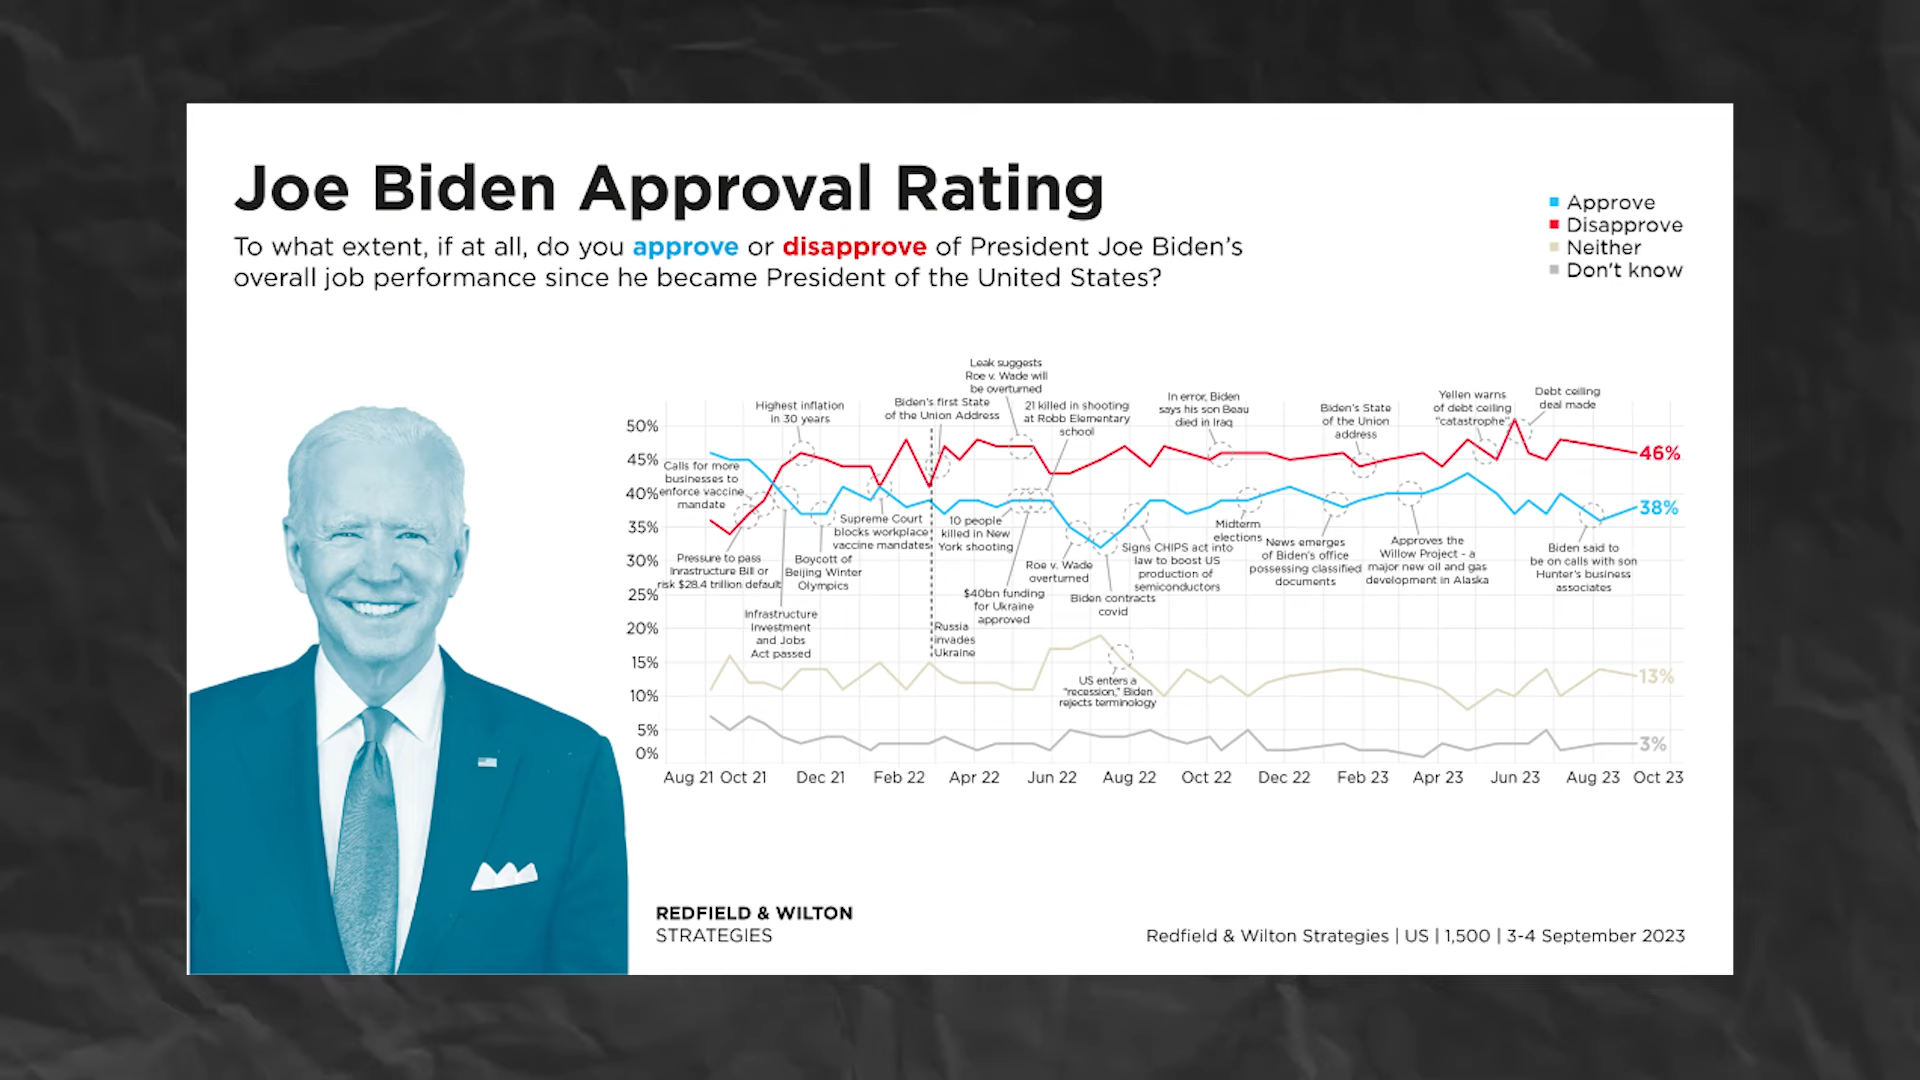 Joe Biden Approval Rating
To what extent, if at all, do you approve or disapprove of President Joe Biden's
overall job performance since he became President of the United States?
Approve
Disapprove
Neither
Don't know
Leak suggests
Roe v. Wade will
be overturned
Highest inflation
in 30 years
Biden's first State
of the Union Address
21 killed in shooting
at Robb Elementary
school
In error, Biden
says his son Beau
died in Iraq
Biden's State
of the Union
address
Yellen warns
of debt ceiling
"catastrophe"
Debt ceiling
deal made
50%
45%
40%
35%
30%
25%
20%
15%
10%
5%
0%
46%
38%
13%
3%
Calls for more
businesses to
enforce vaccine
mandate
Pressure to pass
Inrastructure Bill or
risk $28.4 trillion default
Infrastructure
Investment
and Jobs
Act passed
Boycott of
Beijing Winter
Olympics
Supreme Court
blocks workplace
vaccine mandates
Russia
invades
Ukraine
10 people
killed in New
York shooting
$40bn funding
for Ukraine
approved
Roe v. Wade
overturned
Biden contracts
covid
US enters a
"recession," Biden
rejects terminology
Signs CHIPS act into
law to boost US
production of
semiconductors
Midterm
elections
News emerges
of Biden's office
possessing classified
documents
Approves the
Willow Project - a
major new oil and gas
development in Alaska
Biden said to
be on calls with son
Hunter's business
associates
Aug 21 Oct 21 Dec 21 Feb 22 Apr 22 Jun 22 Aug 22 Oct 22 Dec 22 Feb 23 Apr 23 Jun 23 Aug 23 Oct 23
REDFIELD & WILTON
STRATEGIES
Redfield & Wilton Strategies | US | 1,500 | 3-4 September 2023